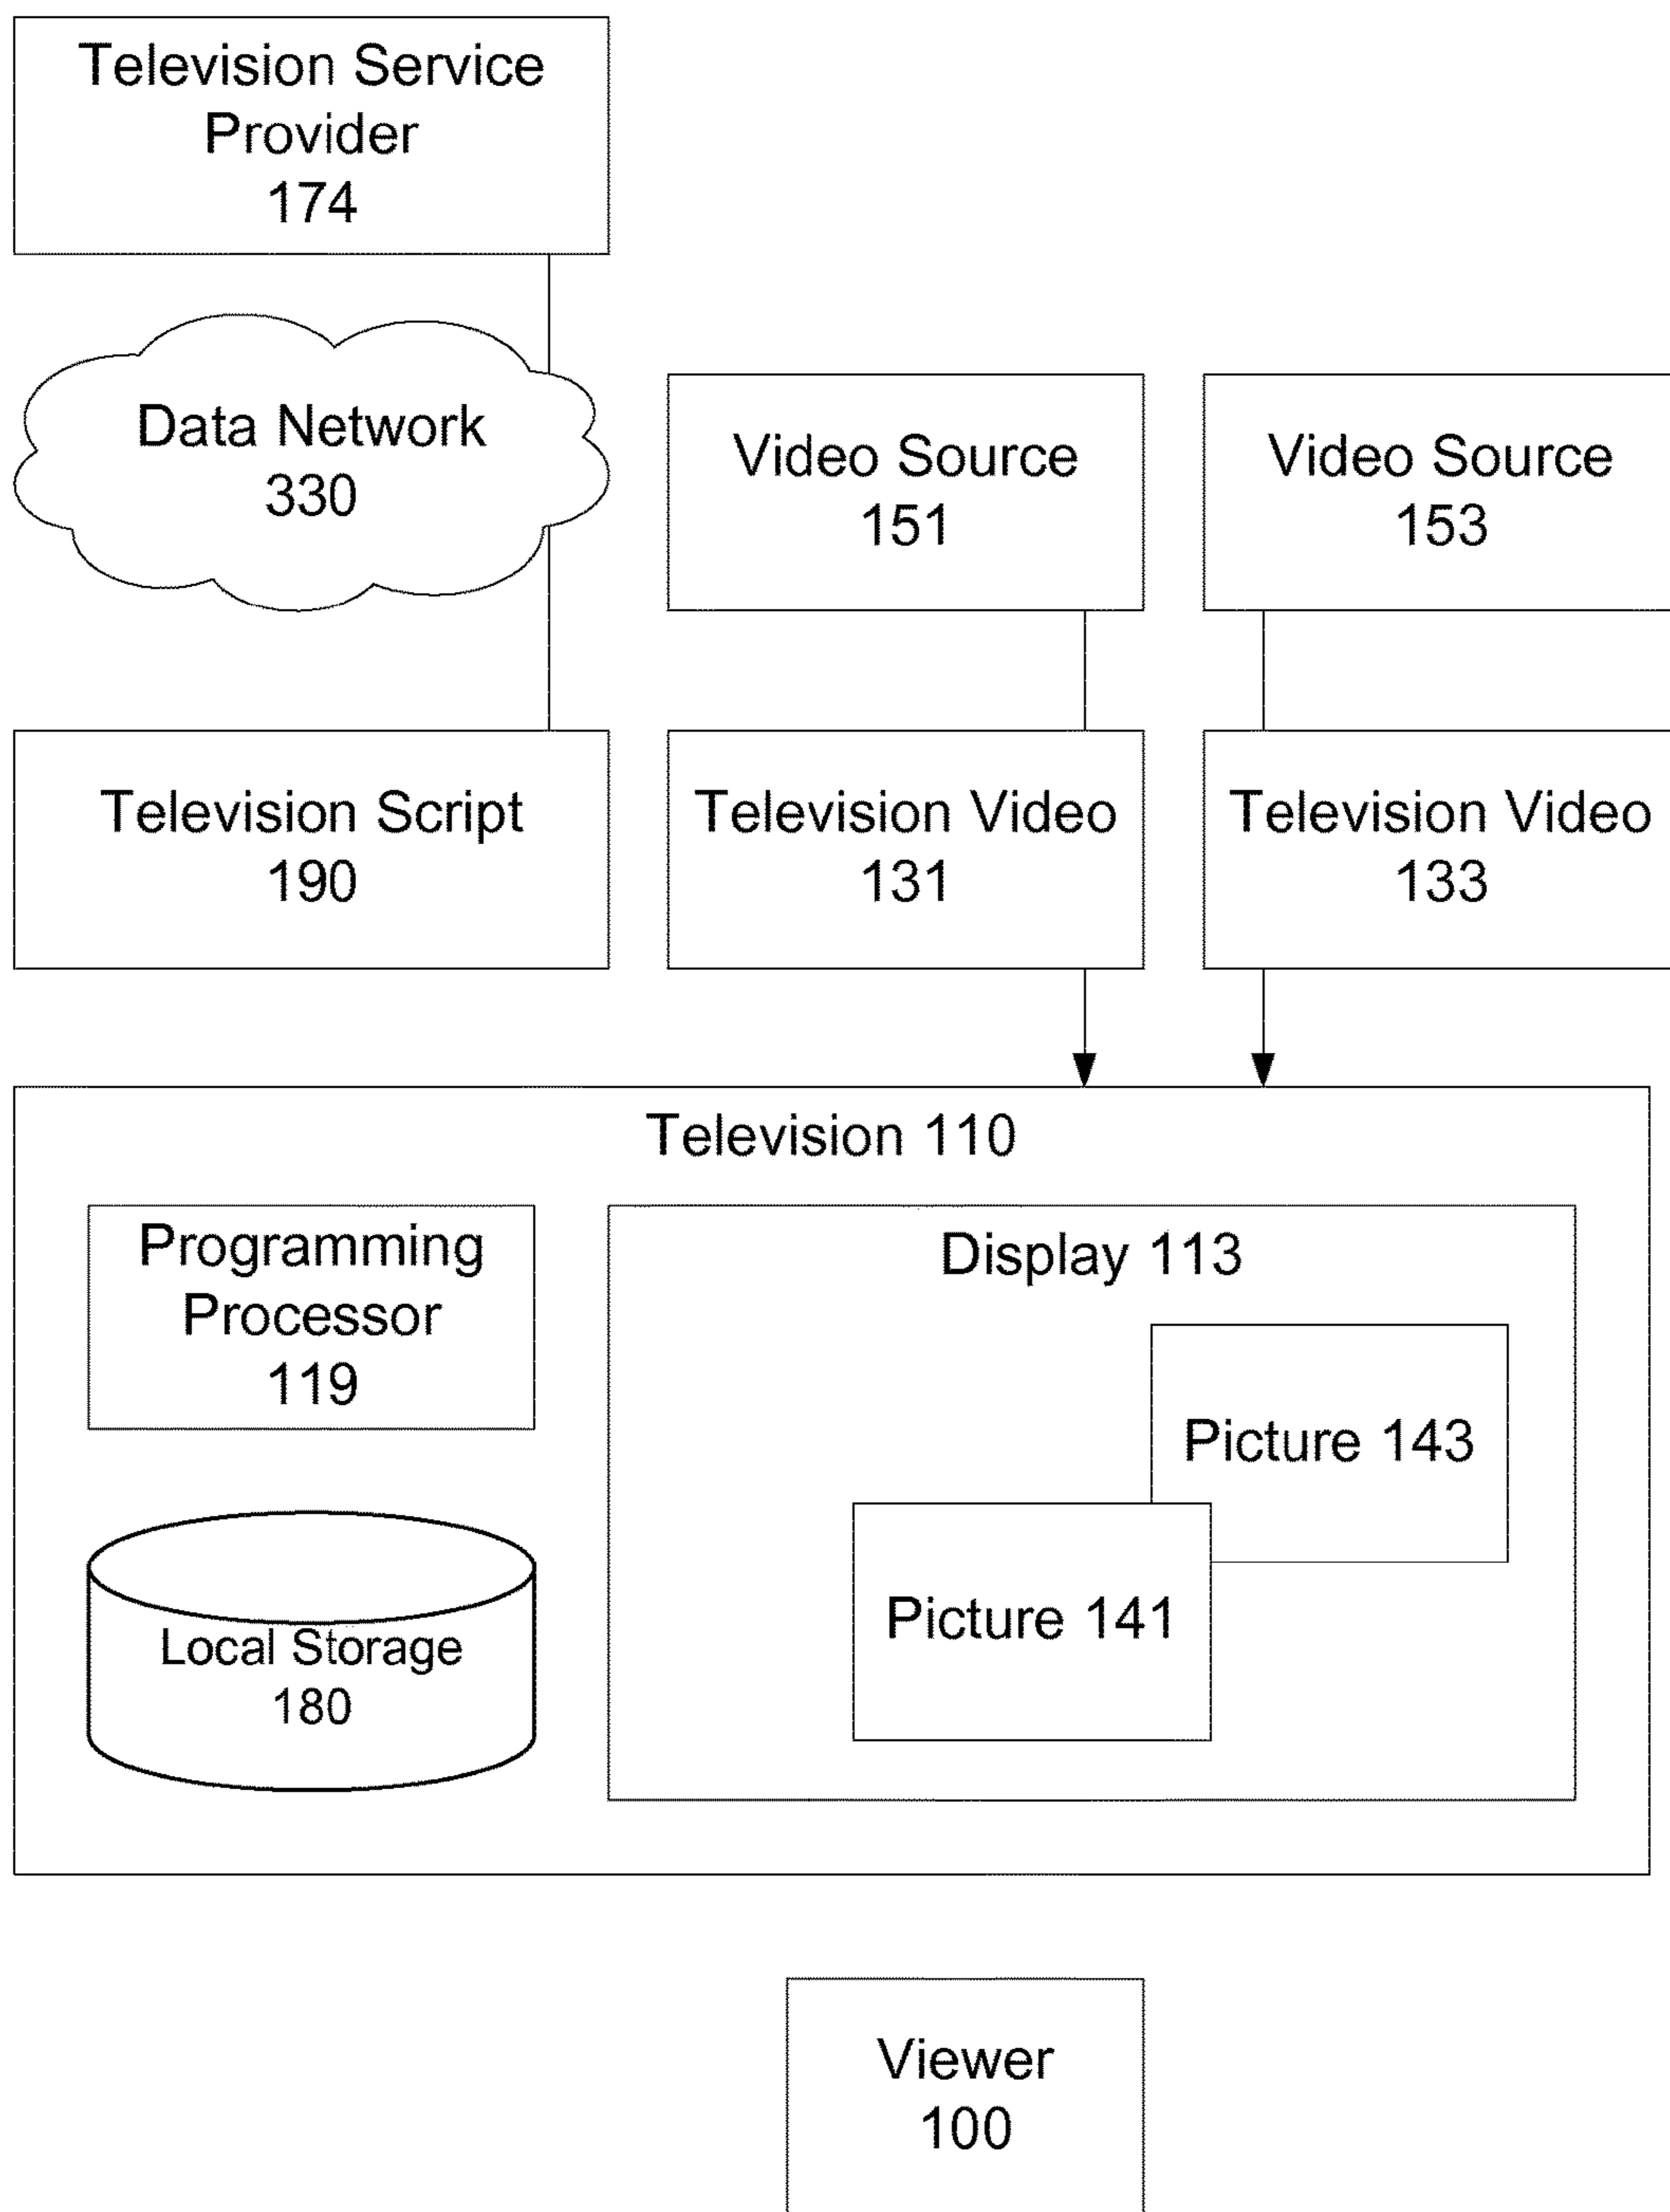 Television Service
Provider
174
Data Network
330
Video Source
151
Video Source
153
Television Script
190
Television Video
131
Television Video
133
Television 110
Programming
Processor
119
Display 113
Picture 143
Picture 141
Local Storage
180
Viewer
100